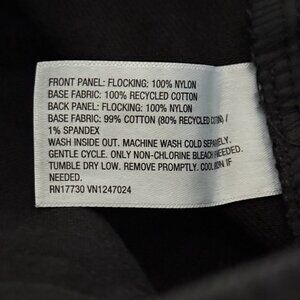 FRONT PANEL: FLOCKING: 100% NYLON
BASE FABRIC: 100% RECYCLED COTTON
BACK PANEL: FLOCKING: 100% NYLON
BASE FABRIC: 99% COTTON (80% RECYCLED COTTON) /
1% SPANDEX
WASH INSIDE OUT. MACHINE WASH COLD SEPARATELY.
GENTLE CYCLE. ONLY NON-CHLORINE BLEACH IF NEEDED.
TUMBLE DRY LOW. REMOVE PROMPTLY. COOL IRON IF
NEEDED.
RN17730 VN1247024